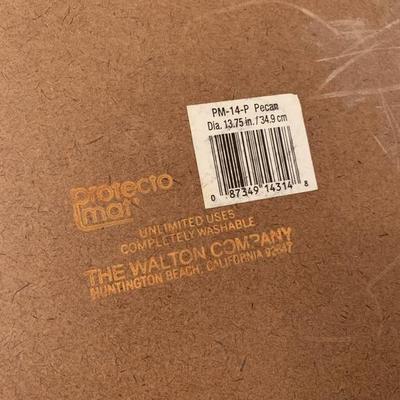 PM-14-P Pecan
Dia. 13.75 in. / 34.9 cm
0 87349 14314 8
protecto
mat
UNLIMITED USES
COMPLETELY WASHABLE
THE WALTON COMPANY
HUNTINGTON BEACH, CALIFORNIA 92647